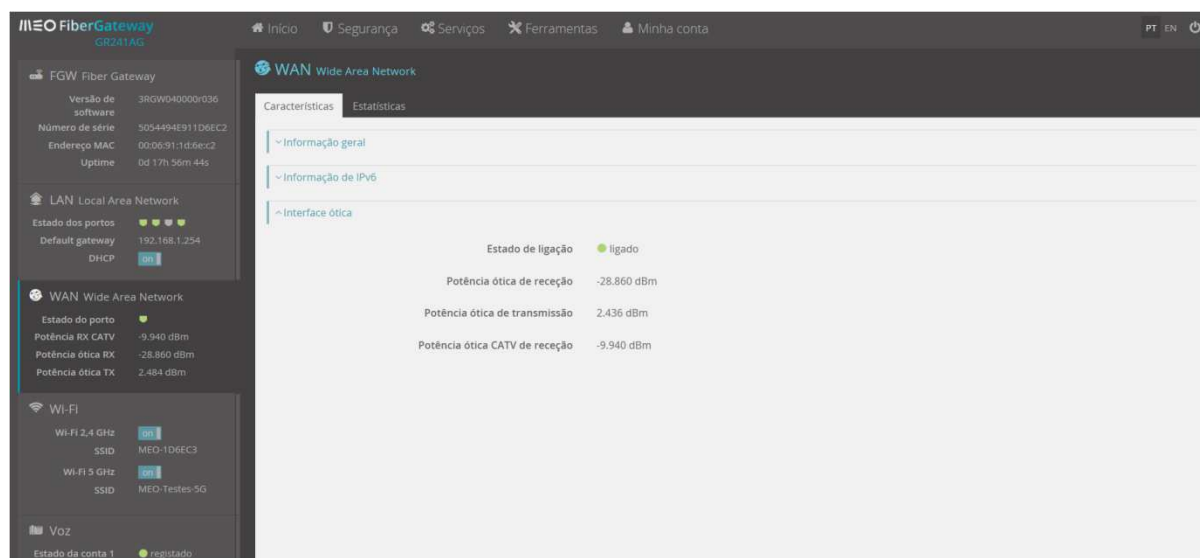 MEO FiberGateway
GR241AG
Início Segurança Serviços Ferramentas Minha conta
PT EN
FGW Fiber Gateway
Versão de software 3RGW040000r036
Número de série 5054494E911D6EC2
Endereço MAC 00:06:91:1d:6e:c2
Uptime 0d 17h 56m 44s
LAN Local Area Network
Estado dos portos
Default gateway 192.168.1.254
DHCP on
WAN Wide Area Network
Estado do porto
Potência RX CATV -9.940 dBm
Potência ótica RX -28.860 dBm
Potência ótica TX 2.484 dBm
Wi-Fi
Wi-Fi 2,4 GHz on
SSID MEO-1D6EC3
Wi-Fi 5 GHz on
SSID MEO-Testes-5G
Voz
Estado da conta 1 registado
WAN Wide Area Network
Características Estatísticas
Informação geral
Informação de IPv6
Interface ótica
Estado de ligação ligado
Potência ótica de receção -28.860 dBm
Potência ótica de transmissão 2.436 dBm
Potência ótica CATV de receção -9.940 dBm